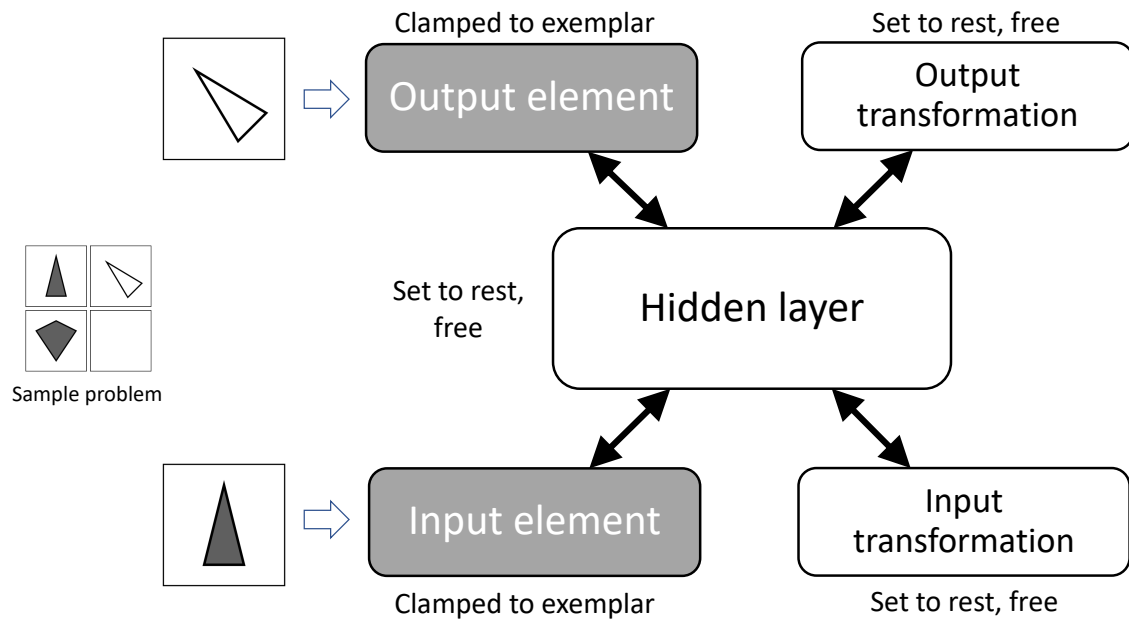 Clamped to exemplar
Set to rest, free
Output element
Output
transformation
Set to rest,
free
Hidden layer
Sample problem
Input element
Input
transformation
Clamped to exemplar
Set to rest, free